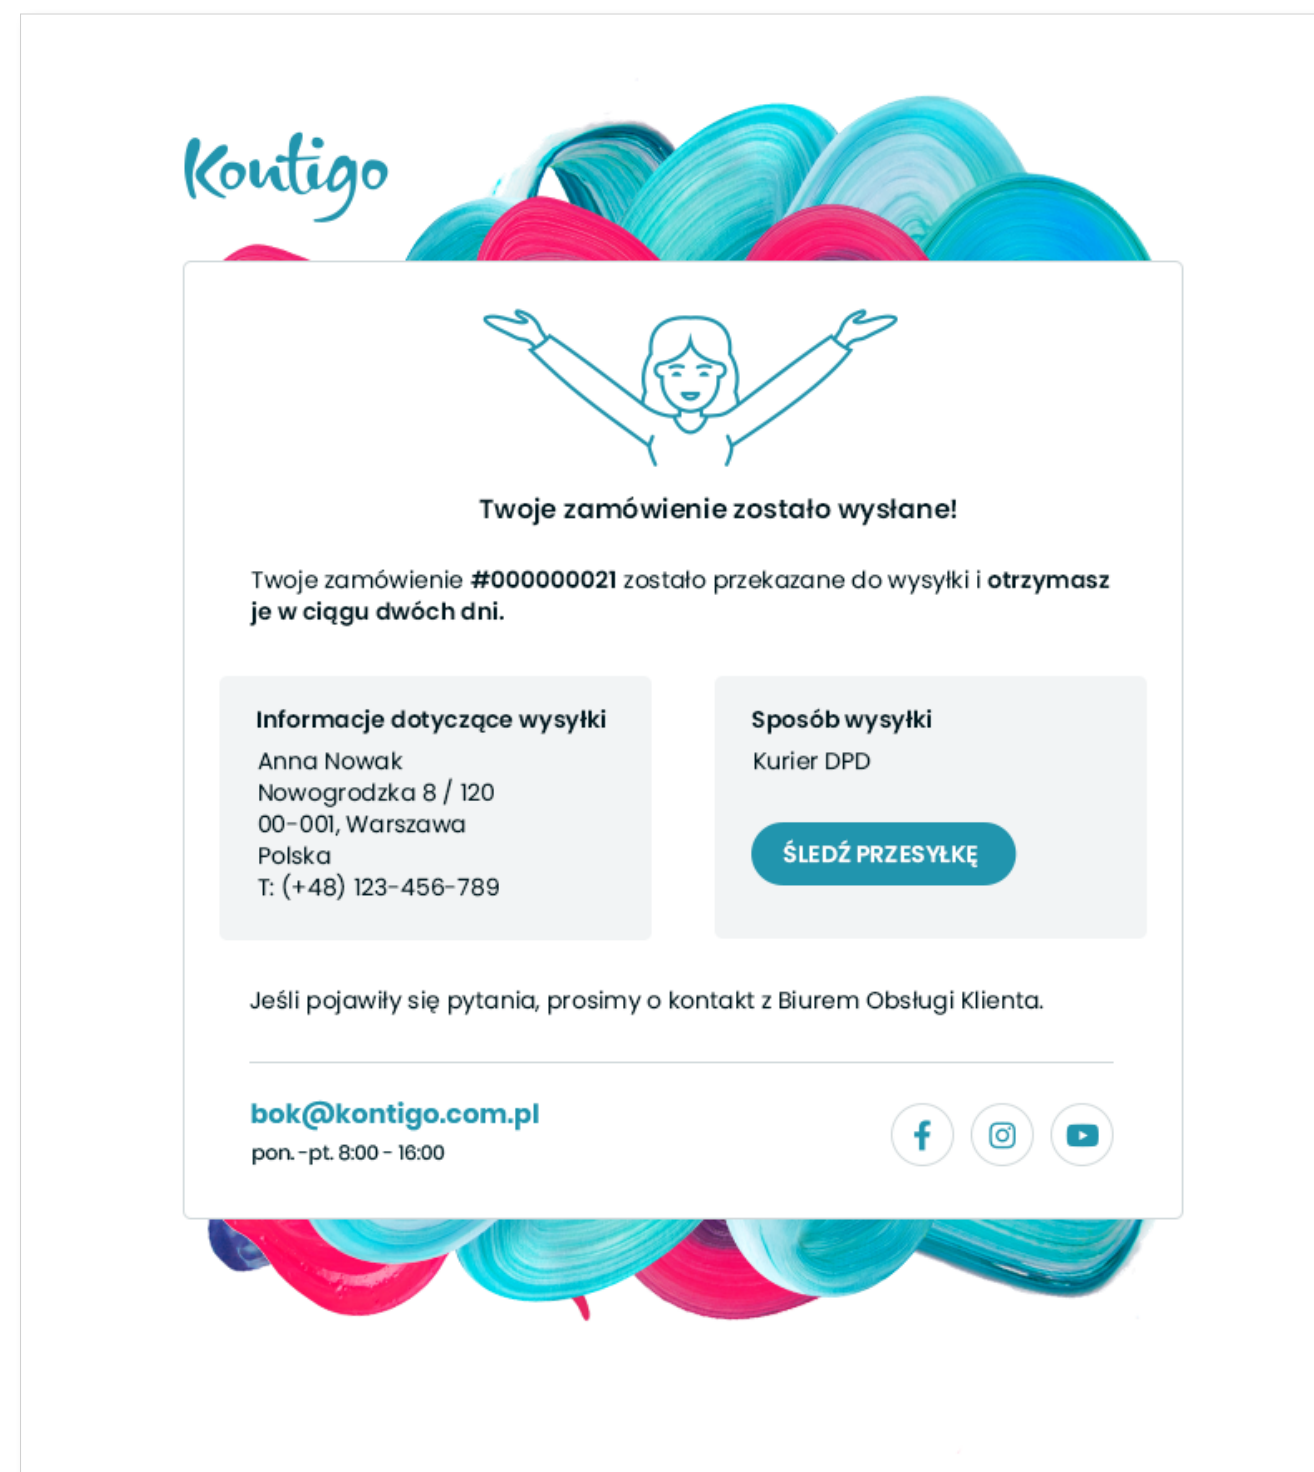 Kontigo
Twoje zamówienie zostało wysłane!
Twoje zamówienie #000000021 zostało przekazane do wysyłki i otrzymasz
je w ciągu dwóch dni.
Informacje dotyczące wysyłki
Anna Nowak
Nowogrodzka 8 / 120
00-001, Warszawa
Polska
T: (+48) 123-456-789
Sposób wysyłki
Kurier DPD
ŚLEDŹ PRZESYŁKĘ
Jeśli pojawiły się pytania, prosimy o kontakt z Biurem Obsługi Klienta.
bok@kontigo.com.pl
pon. -pt. 8:00 - 16:00